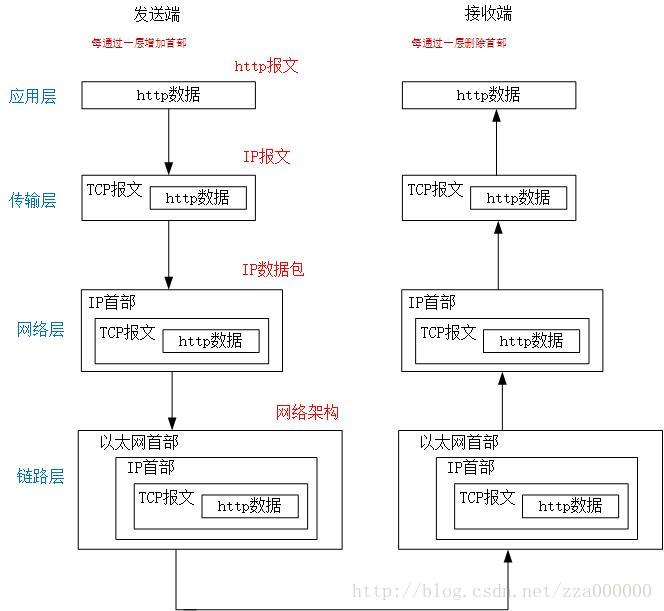 发送端
接收端
每通过一层增加首部
每通过一层删除首部
http报文
应用层
http数据
http数据
IP报文
传输层
TCP报文
http数据
TCP报文
http数据
IP数据包
网络层
IP首部
TCP报文
http数据
IP首部
TCP报文
http数据
网络架构
链路层
以太网首部
IP首部
TCP报文
http数据
以太网首部
IP首部
TCP报文
http数据
http://blog.csdn.net/zza000000